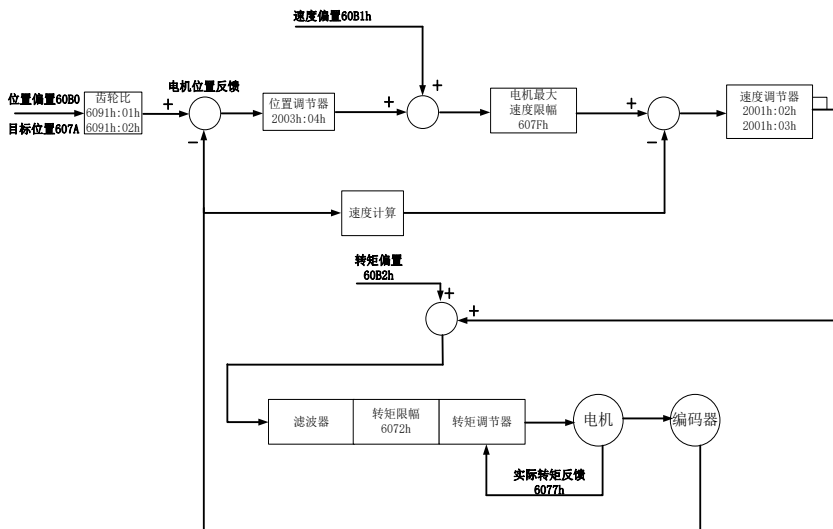 速度偏置60B1h
位置偏置60B0
目标位置607A
齿轮比
6091h:01h
6091h:02h
+
电机位置反馈
−
位置调节器
2003h:04h
+
+
电机最大
速度限幅
607Fh
+
−
速度调节器
2001h:02h
2001h:03h
速度计算
转矩偏置
60B2h
+
+
滤波器
转矩限幅
6072h
转矩调节器
电机
编码器
实际转矩反馈
6077h